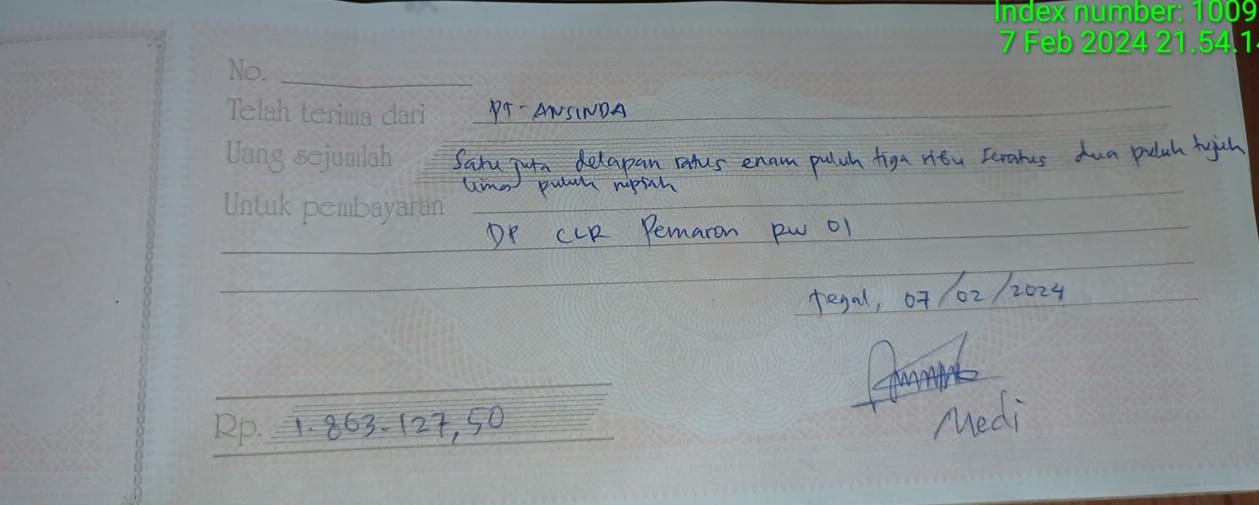 Index number: 1009
7 Feb 2024 21.54.1
No.
Telah terima dari PT-ANSINDA
Uang sejumlah Satu juta delapan ratus enam puluh tiga ribu seratus dua puluh tujuh
lima puluh rupiah
Untuk pembayaran
DP CLR Pemaron RW 01
Tegal, 07/02/2024
Rp. 1.863.127,50
Medi